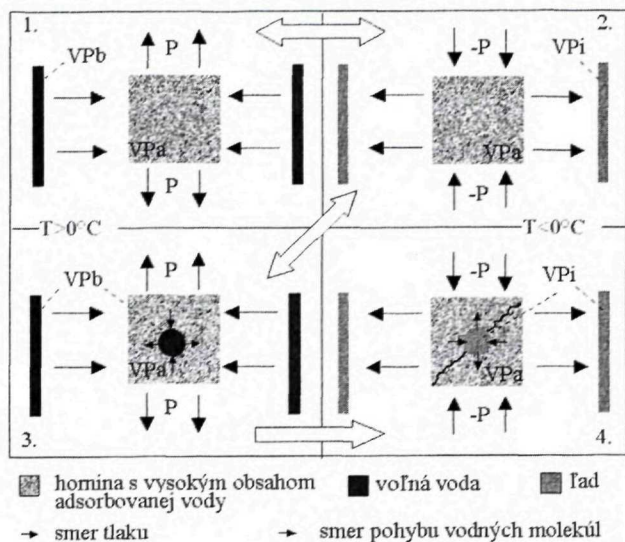 1.
VPb
P
VPa
P
2.
-P
VPi
VPa
-P
T>0°C
T<0°C
VPb
P
VPa
P
3.
-P
VPi
VPa
-P
4.
hornina s vysokým obsahom
adsorbovanej vody
voľná voda
ľad
smer tlaku
smer pohybu vodných molekúl